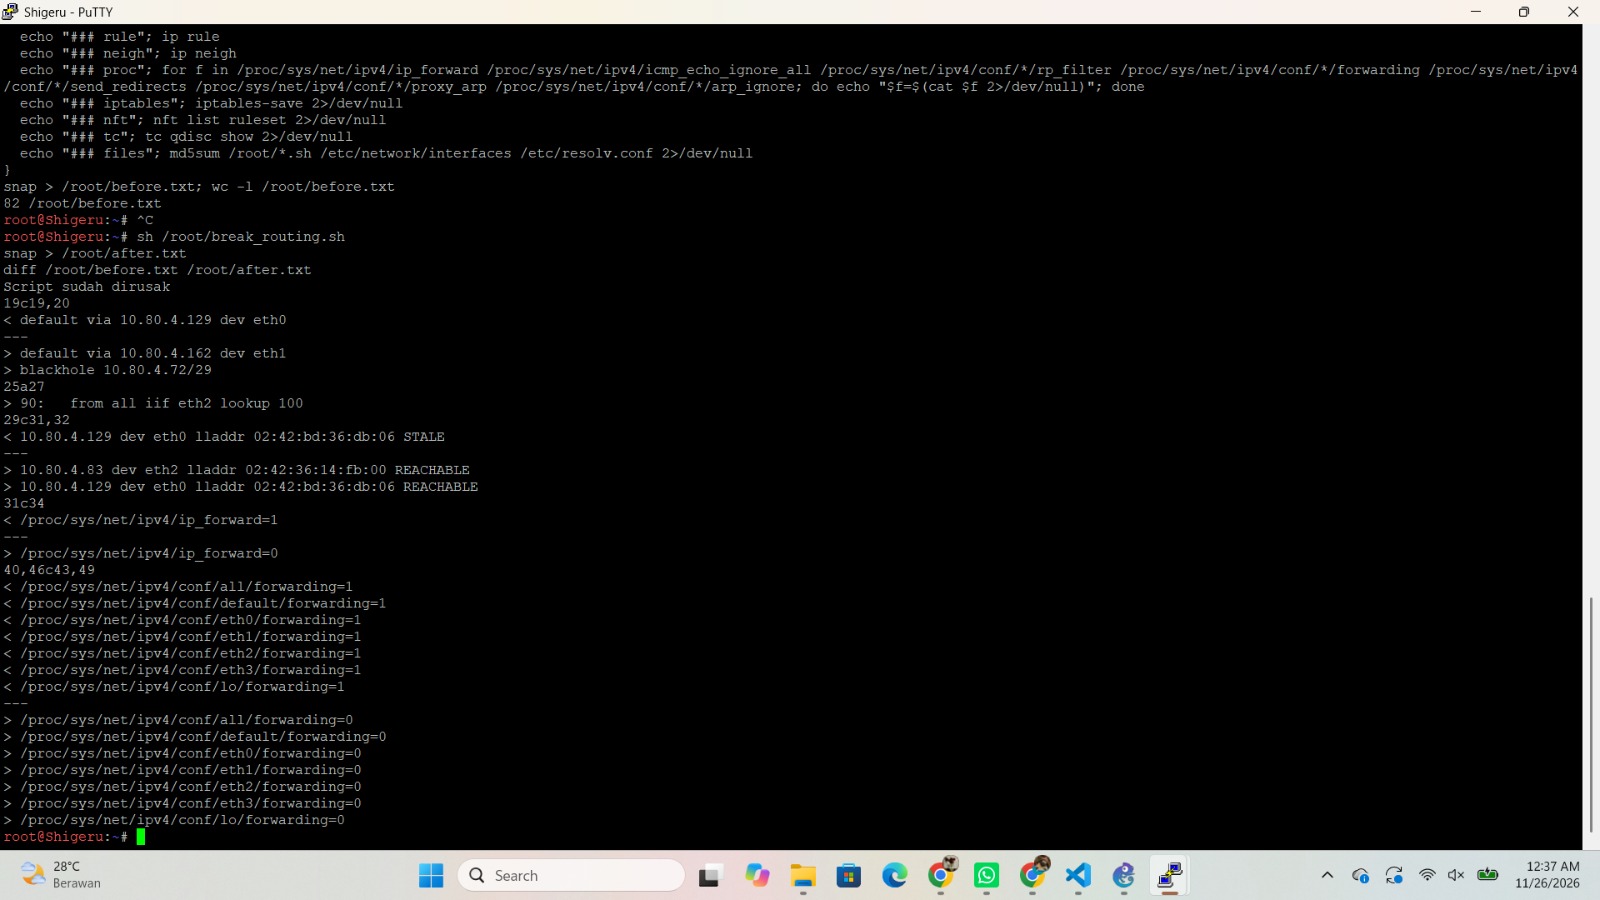 Shigeru - PuTTY
  echo "### rule"; ip rule
  echo "### neigh"; ip neigh
  echo "### proc"; for f in /proc/sys/net/ipv4/ip_forward /proc/sys/net/ipv4/icmp_echo_ignore_all /proc/sys/net/ipv4/conf/*/rp_filter /proc/sys/net/ipv4/conf/*/forwarding /proc/sys/net/ipv4
/conf/*/send_redirects /proc/sys/net/ipv4/conf/*/proxy_arp /proc/sys/net/ipv4/conf/*/arp_ignore; do echo "$f=$(cat $f 2>/dev/null)"; done
  echo "### iptables"; iptables-save 2>/dev/null
  echo "### nft"; nft list ruleset 2>/dev/null
  echo "### tc"; tc qdisc show 2>/dev/null
  echo "### files"; md5sum /root/*.sh /etc/network/interfaces /etc/resolv.conf 2>/dev/null
}
snap > /root/before.txt; wc -l /root/before.txt
82 /root/before.txt
root@Shigeru:~# ^C
root@Shigeru:~# sh /root/break_routing.sh
snap > /root/after.txt
diff /root/before.txt /root/after.txt
Script sudah dirusak
19c19,20
< default via 10.80.4.129 dev eth0
---
> default via 10.80.4.162 dev eth1
> blackhole 10.80.4.72/29
25a27
> 90:   from all iif eth2 lookup 100
29c31,32
< 10.80.4.129 dev eth0 lladdr 02:42:bd:36:db:06 STALE
---
> 10.80.4.83 dev eth2 lladdr 02:42:36:14:fb:00 REACHABLE
> 10.80.4.129 dev eth0 lladdr 02:42:bd:36:db:06 REACHABLE
31c34
< /proc/sys/net/ipv4/ip_forward=1
---
> /proc/sys/net/ipv4/ip_forward=0
40,46c43,49
< /proc/sys/net/ipv4/conf/all/forwarding=1
< /proc/sys/net/ipv4/conf/default/forwarding=1
< /proc/sys/net/ipv4/conf/eth0/forwarding=1
< /proc/sys/net/ipv4/conf/eth1/forwarding=1
< /proc/sys/net/ipv4/conf/eth2/forwarding=1
< /proc/sys/net/ipv4/conf/eth3/forwarding=1
< /proc/sys/net/ipv4/conf/lo/forwarding=1
---
> /proc/sys/net/ipv4/conf/all/forwarding=0
> /proc/sys/net/ipv4/conf/default/forwarding=0
> /proc/sys/net/ipv4/conf/eth0/forwarding=0
> /proc/sys/net/ipv4/conf/eth1/forwarding=0
> /proc/sys/net/ipv4/conf/eth2/forwarding=0
> /proc/sys/net/ipv4/conf/eth3/forwarding=0
> /proc/sys/net/ipv4/conf/lo/forwarding=0
root@Shigeru:~#
28°C
Berawan
Search
12:37 AM
11/26/2026